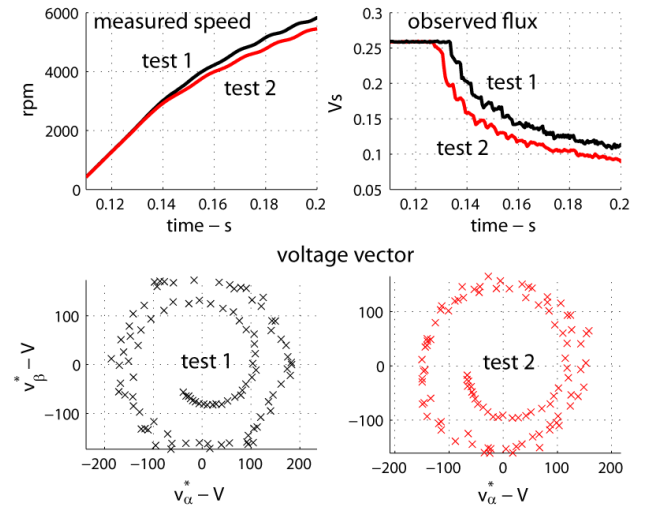 measured speed
6000
4000
2000
0
rpm
test 1
test 2
0.12 0.14 0.16 0.18 0.2
time – s
observed flux
0.3
0.25
0.2
0.15
0.1
0.05
Vs
test 1
test 2
0.12 0.14 0.16 0.18 0.2
time – s
voltage vector
100
0
−100
v*β – V
test 1
−200 −100 0 100 200
v*α – V
100
0
−100
test 2
−200 −100 0 100 200
v*α – V